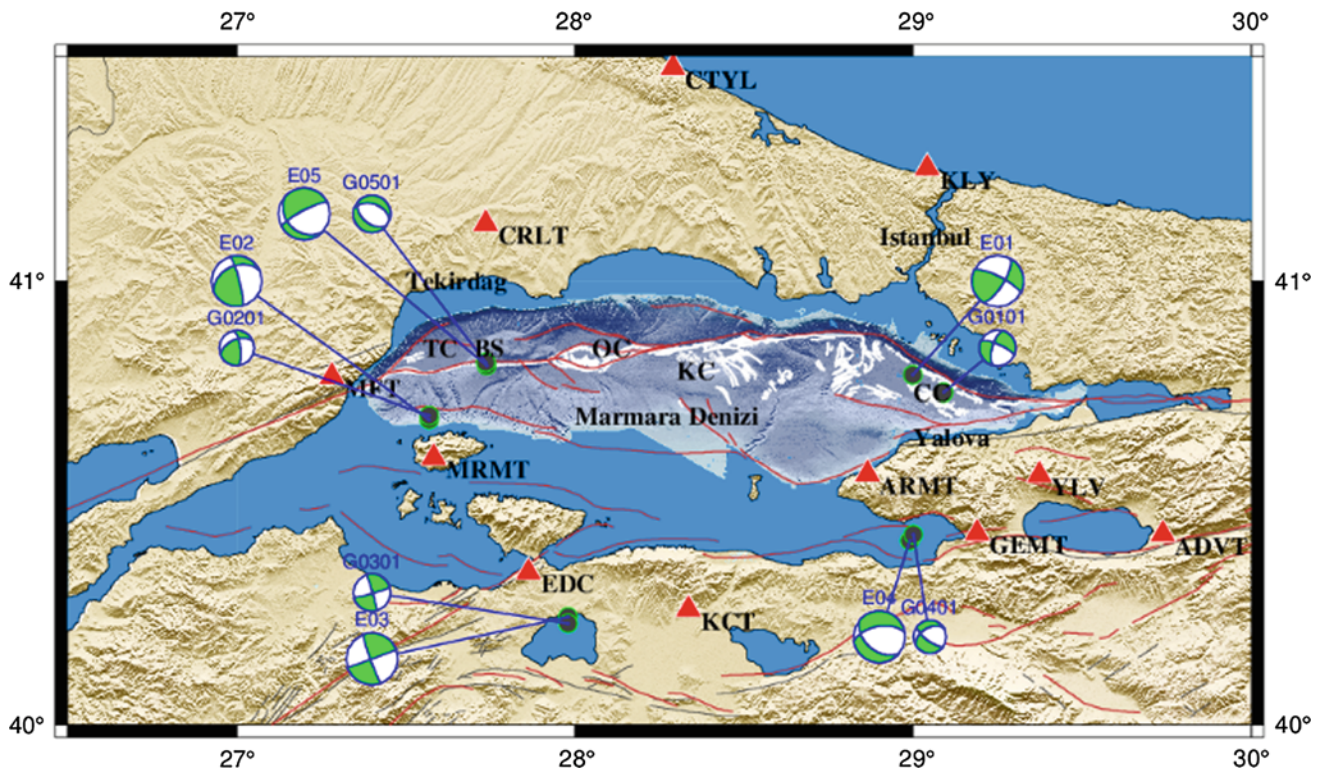 27° 28° 29° 30°
CTYL
KLY
E05 G0501
CRLT
Istanbul
E02
E01
41° 41°
Tekirdag
G0201 G0101
TC BS OC
KC
MFT
CC
Marmara Denizi
Yalova
MRMT
ARMT YLV
GEMT ADVT
G0301
EDC
E04 G0401
E03
KCT
40° 40°
27° 28° 29° 30°